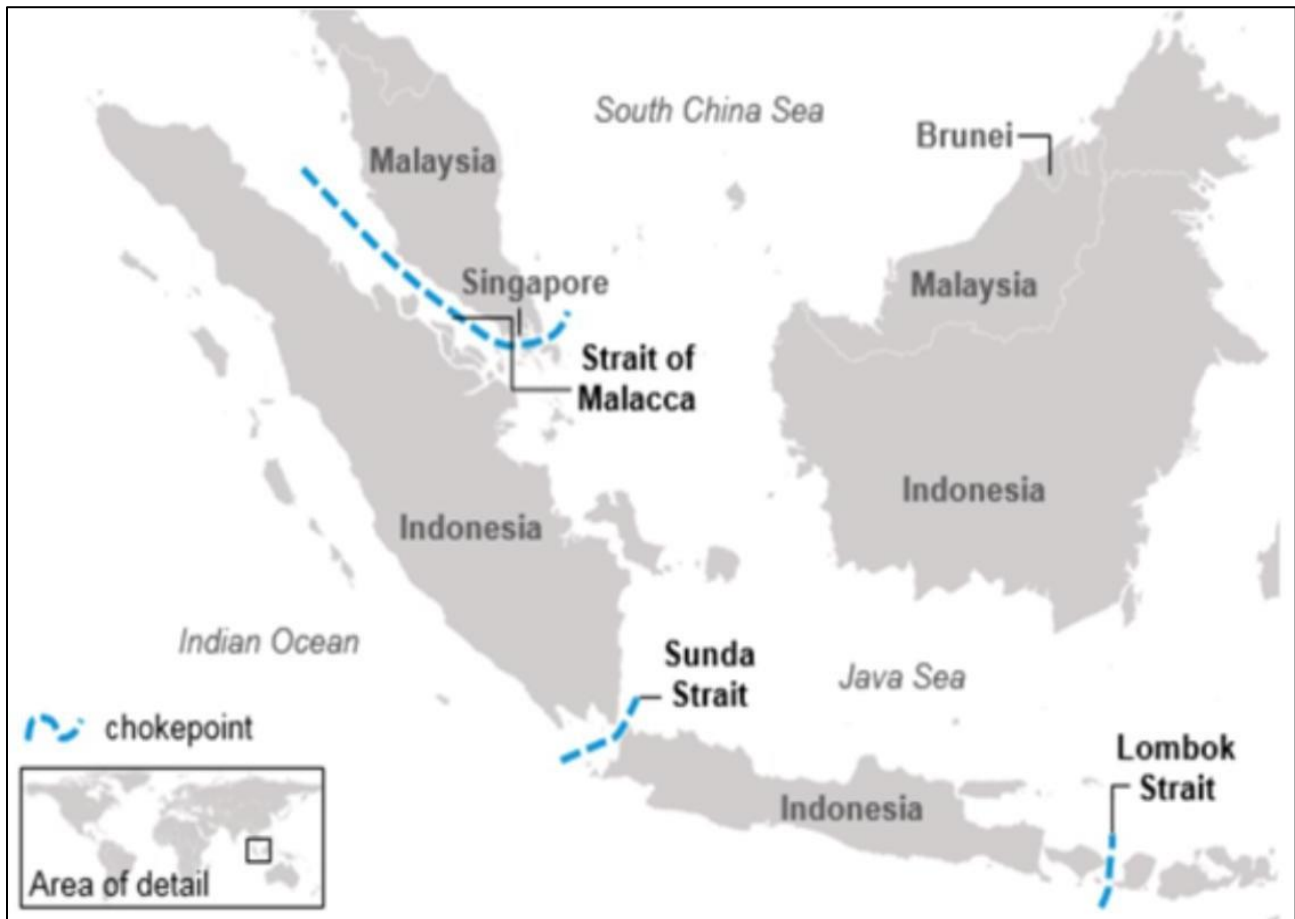 South China Sea
Brunei
Malaysia
Singapore
Malaysia
Strait of
Malacca
Indonesia
Indonesia
Indian Ocean
Sunda
Strait
Java Sea
chokepoint
Lombok
Strait
Indonesia
Area of detail